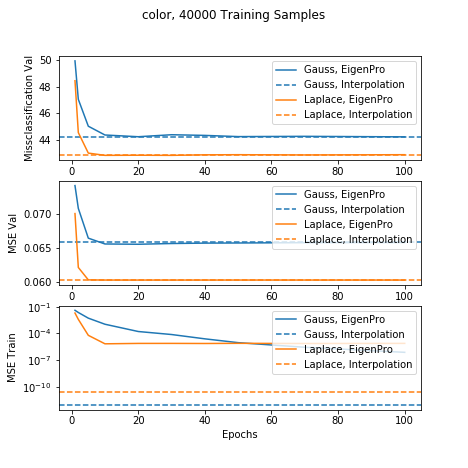 color, 40000 Training Samples
Missclassification Val
50
48
46
44
Gauss, EigenPro
Gauss, Interpolation
Laplace, EigenPro
Laplace, Interpolation
0 20 40 60 80 100
MSE Val
0.070
0.065
0.060
Gauss, EigenPro
Gauss, Interpolation
Laplace, EigenPro
Laplace, Interpolation
0 20 40 60 80 100
MSE Train
10⁻¹
10⁻⁴
10⁻⁷
10⁻¹⁰
Gauss, EigenPro
Gauss, Interpolation
Laplace, EigenPro
Laplace, Interpolation
0 20 40 60 80 100
Epochs